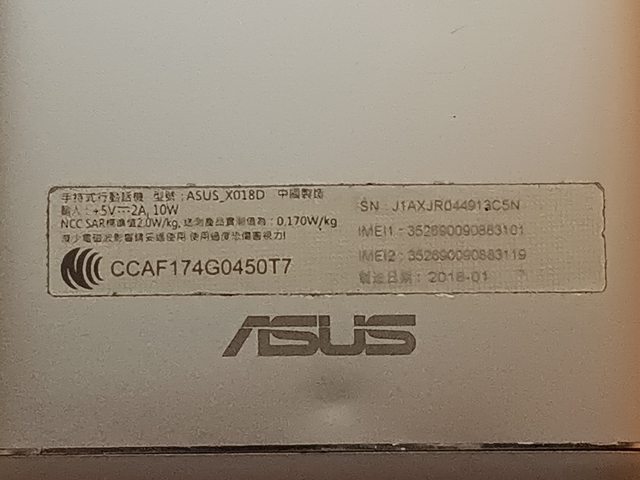 手持式行動話機 型號:ASUS_X018D 中國製造
輸入:+5V⎓2A, 10W
NCC SAR標準值2.0W/kg, 送測產品實測值為:0.170W/kg
減少電磁波影響請妥適使用 使用過度恐傷害視力!
CCAF174G0450T7
SN : J1AXJR044913C5N
IMEI1 : 352690090883101
IMEI2 : 352690090883119
製造日期 : 2018-01
ASUS